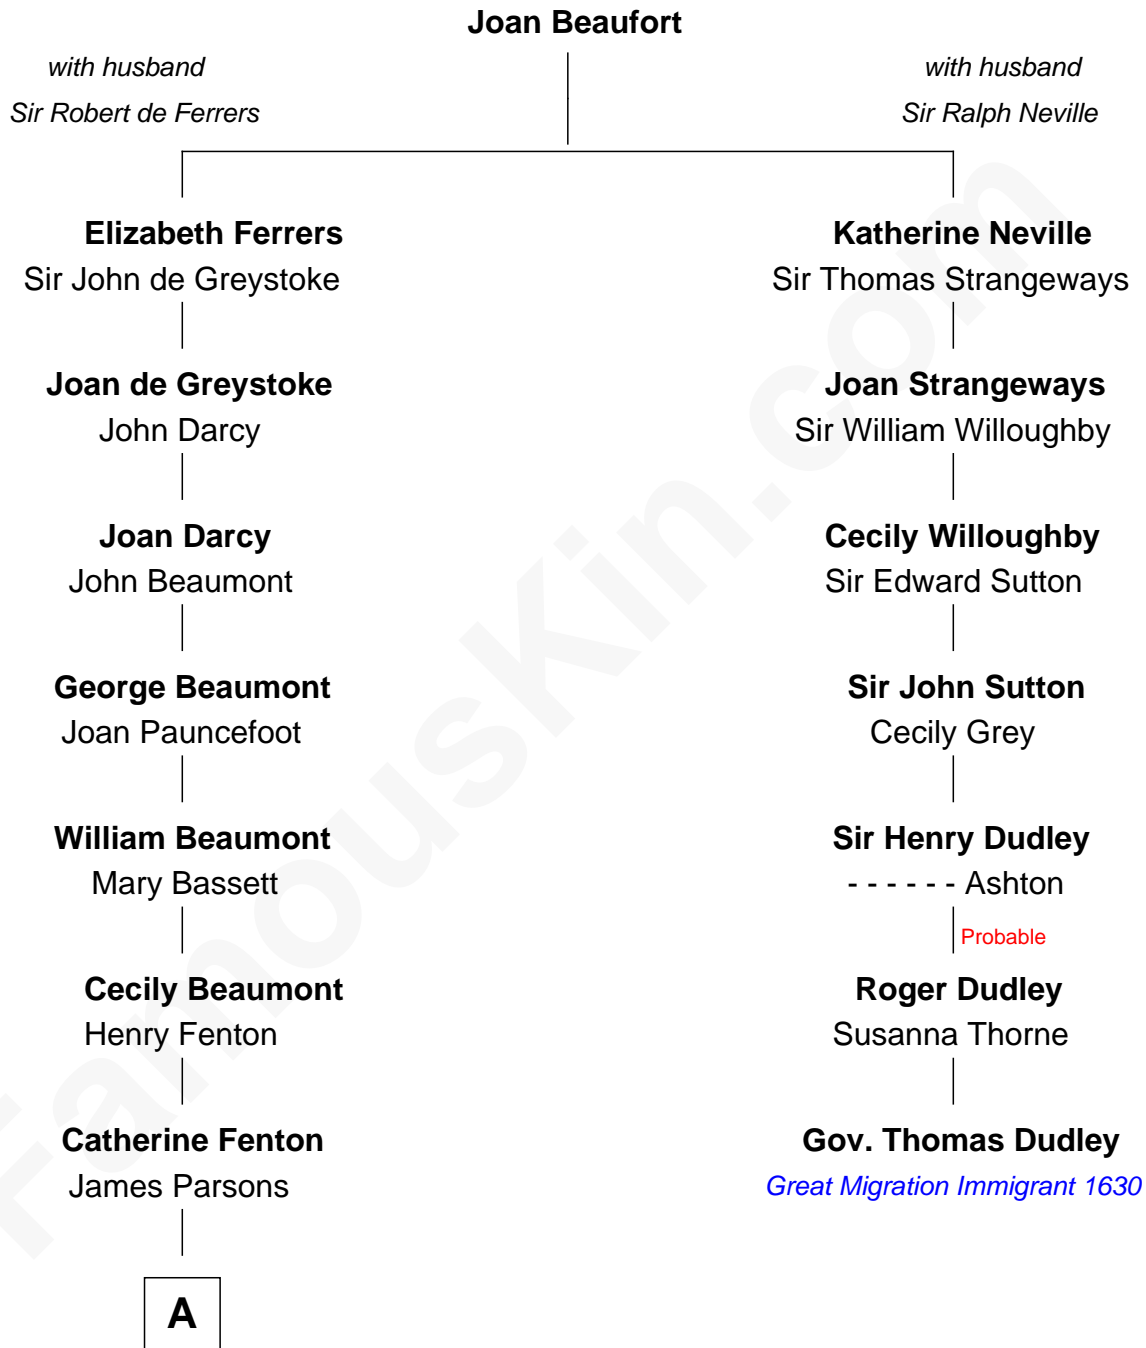 Joan Beaufort
with husband
Sir Robert de Ferrers
with husband
Sir Ralph Neville
Elizabeth Ferrers
Sir John de Greystoke
Katherine Neville
Sir Thomas Strangeways
Joan de Greystoke
John Darcy
Joan Strangeways
Sir William Willoughby
Joan Darcy
John Beaumont
Cecily Willoughby
Sir Edward Sutton
George Beaumont
Joan Pauncefoot
Sir John Sutton
Cecily Grey
William Beaumont
Mary Bassett
Sir Henry Dudley
- - - - - - Ashton
Probable
Cecily Beaumont
Henry Fenton
Roger Dudley
Susanna Thorne
Catherine Fenton
James Parsons
Gov. Thomas Dudley
Great Migration Immigrant 1630
A
FamousKin.com